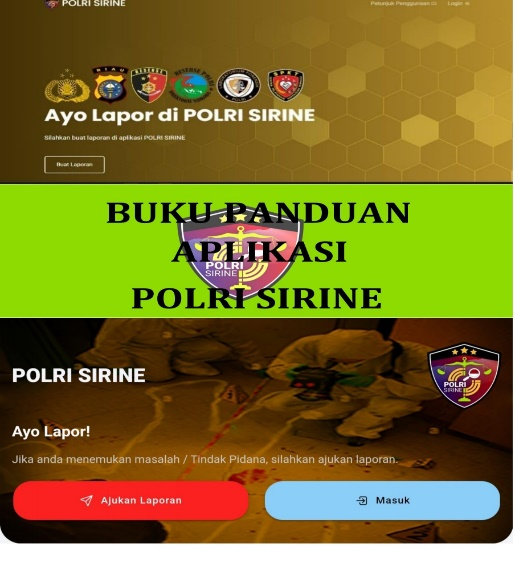 POLRI SIRINE
Petunjuk Penggunaan
Login
RIAU
RESERSE
Ayo Lapor di POLRI SIRINE
Silahkan buat laporan di aplikasi POLRI SIRINE
Buat Laporan
BUKU PANDUAN
APLIKASI
POLRI SIRINE
POLRI
SIRINE
POLRI SIRINE
POLRI
SIRINE
Ayo Lapor!
Jika anda menemukan masalah / Tindak Pidana, silahkan ajukan laporan.
Ajukan Laporan
Masuk